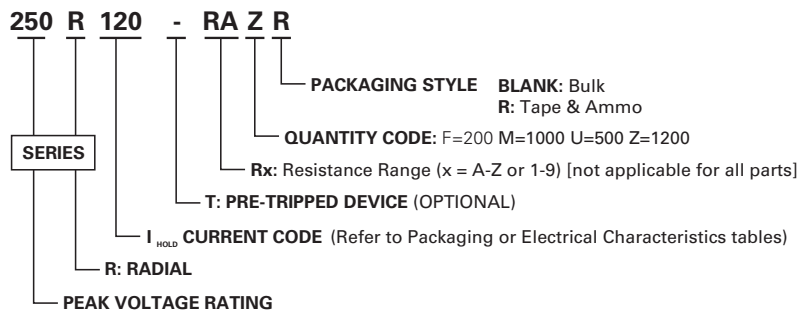 250 R 120 - RA Z R
PACKAGING STYLE BLANK: Bulk
R: Tape & Ammo
QUANTITY CODE: F=200 M=1000 U=500 Z=1200
SERIES
Rx: Resistance Range (x = A-Z or 1-9) [not applicable for all parts]
T: PRE-TRIPPED DEVICE (OPTIONAL)
I HOLD CURRENT CODE (Refer to Packaging or Electrical Characteristics tables)
R: RADIAL
PEAK VOLTAGE RATING